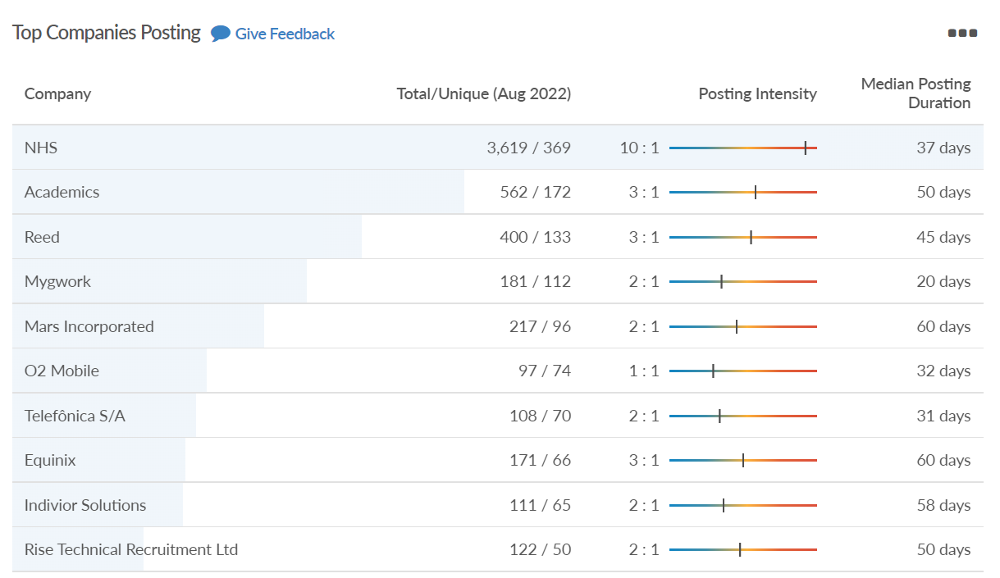 Top Companies Posting Give Feedback
Company Total/Unique (Aug 2022) Posting Intensity Median Posting Duration
NHS 3,619 / 369 10 : 1 37 days
Academics 562 / 172 3 : 1 50 days
Reed 400 / 133 3 : 1 45 days
Mygwork 181 / 112 2 : 1 20 days
Mars Incorporated 217 / 96 2 : 1 60 days
O2 Mobile 97 / 74 1 : 1 32 days
Telefônica S/A 108 / 70 2 : 1 31 days
Equinix 171 / 66 3 : 1 60 days
Indivior Solutions 111 / 65 2 : 1 58 days
Rise Technical Recruitment Ltd 122 / 50 2 : 1 50 days